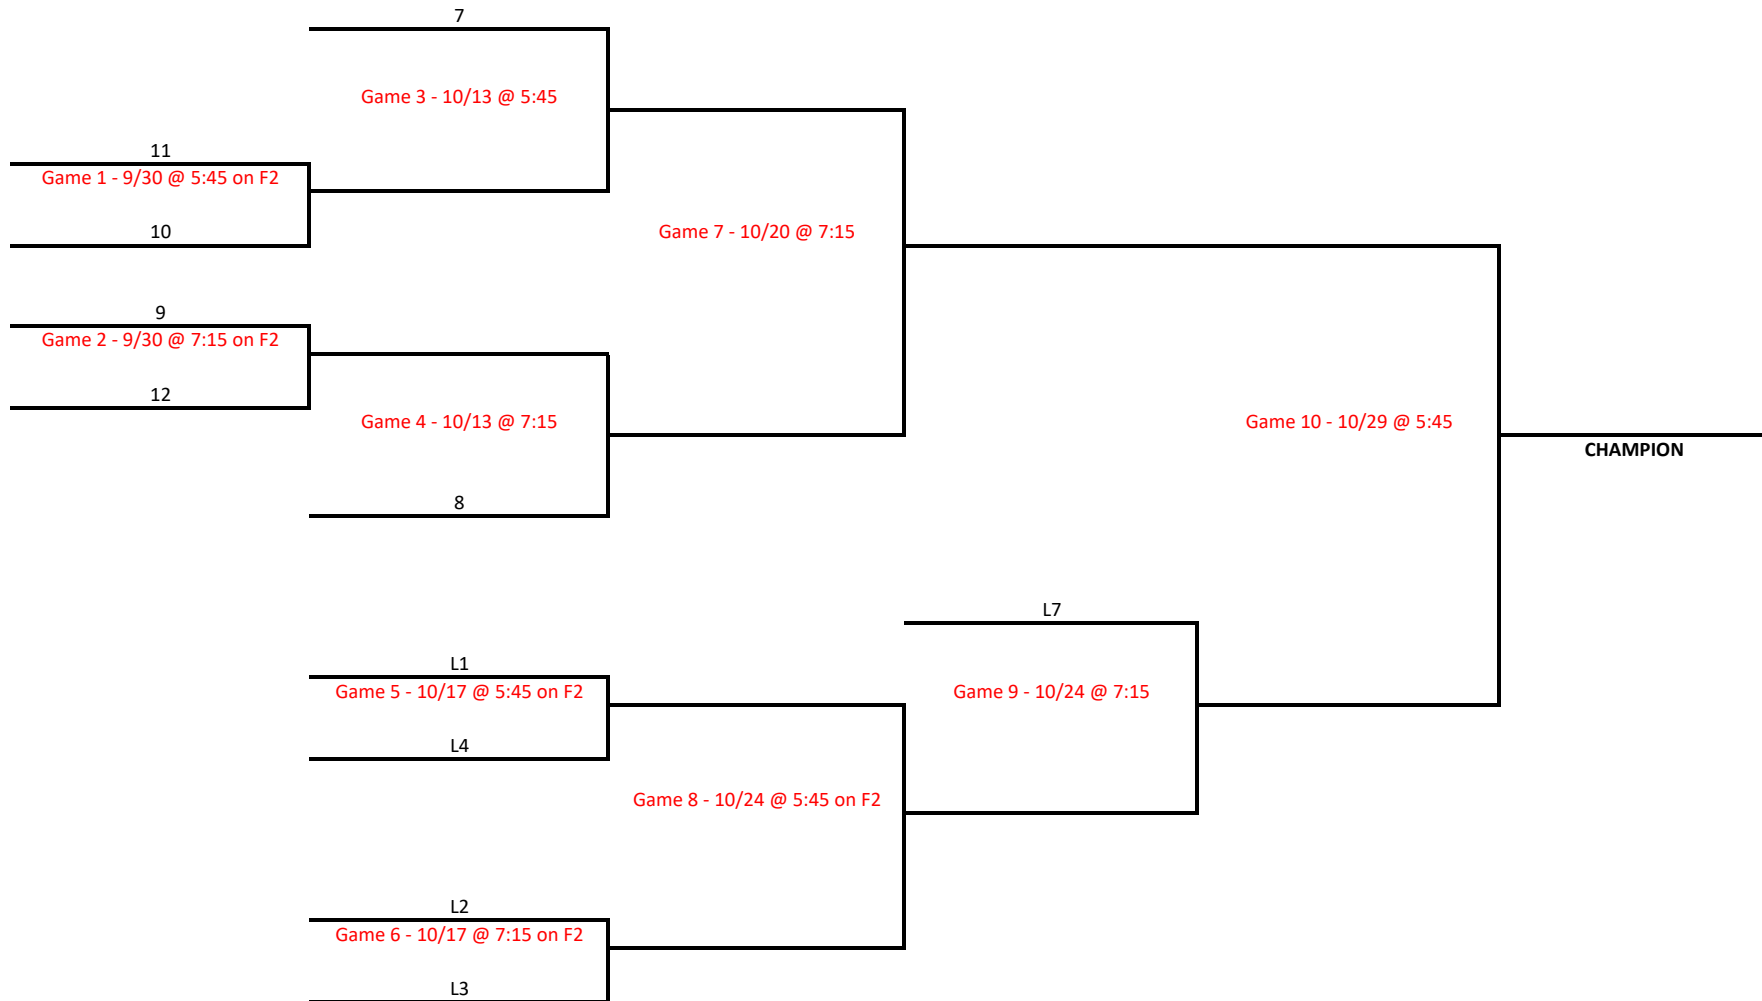 7
Game 3 - 10/13 @ 5:45
11
Game 1 - 9/30 @ 5:45 on F2
10
Game 7 - 10/20 @ 7:15
9
Game 2 - 9/30 @ 7:15 on F2
12
Game 4 - 10/13 @ 7:15
Game 10 - 10/29 @ 5:45
CHAMPION
8
L7
L1
Game 5 - 10/17 @ 5:45 on F2
Game 9 - 10/24 @ 7:15
L4
Game 8 - 10/24 @ 5:45 on F2
L2
Game 6 - 10/17 @ 7:15 on F2
L3